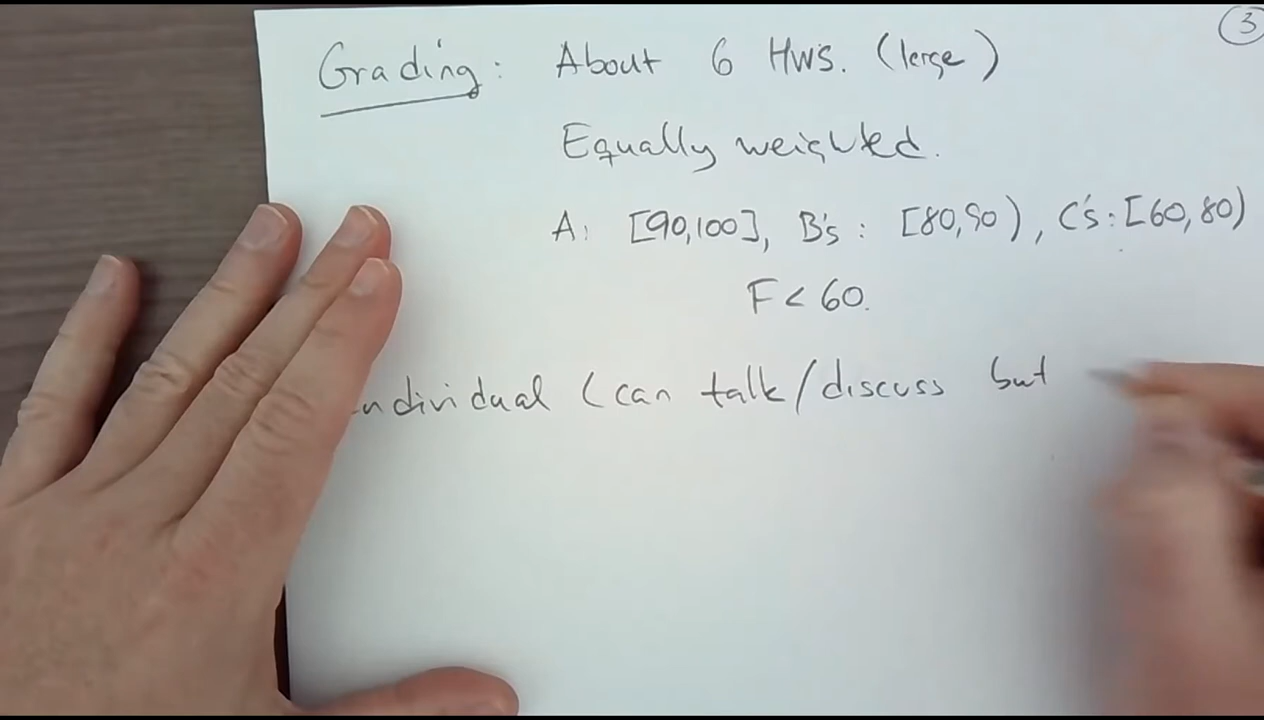 3
Grading: About 6 HWS. (large)
Equally weighted.
A: [90,100], B's: [80,90), C's: [60,80)
F < 60.
Individual (can talk/discuss but